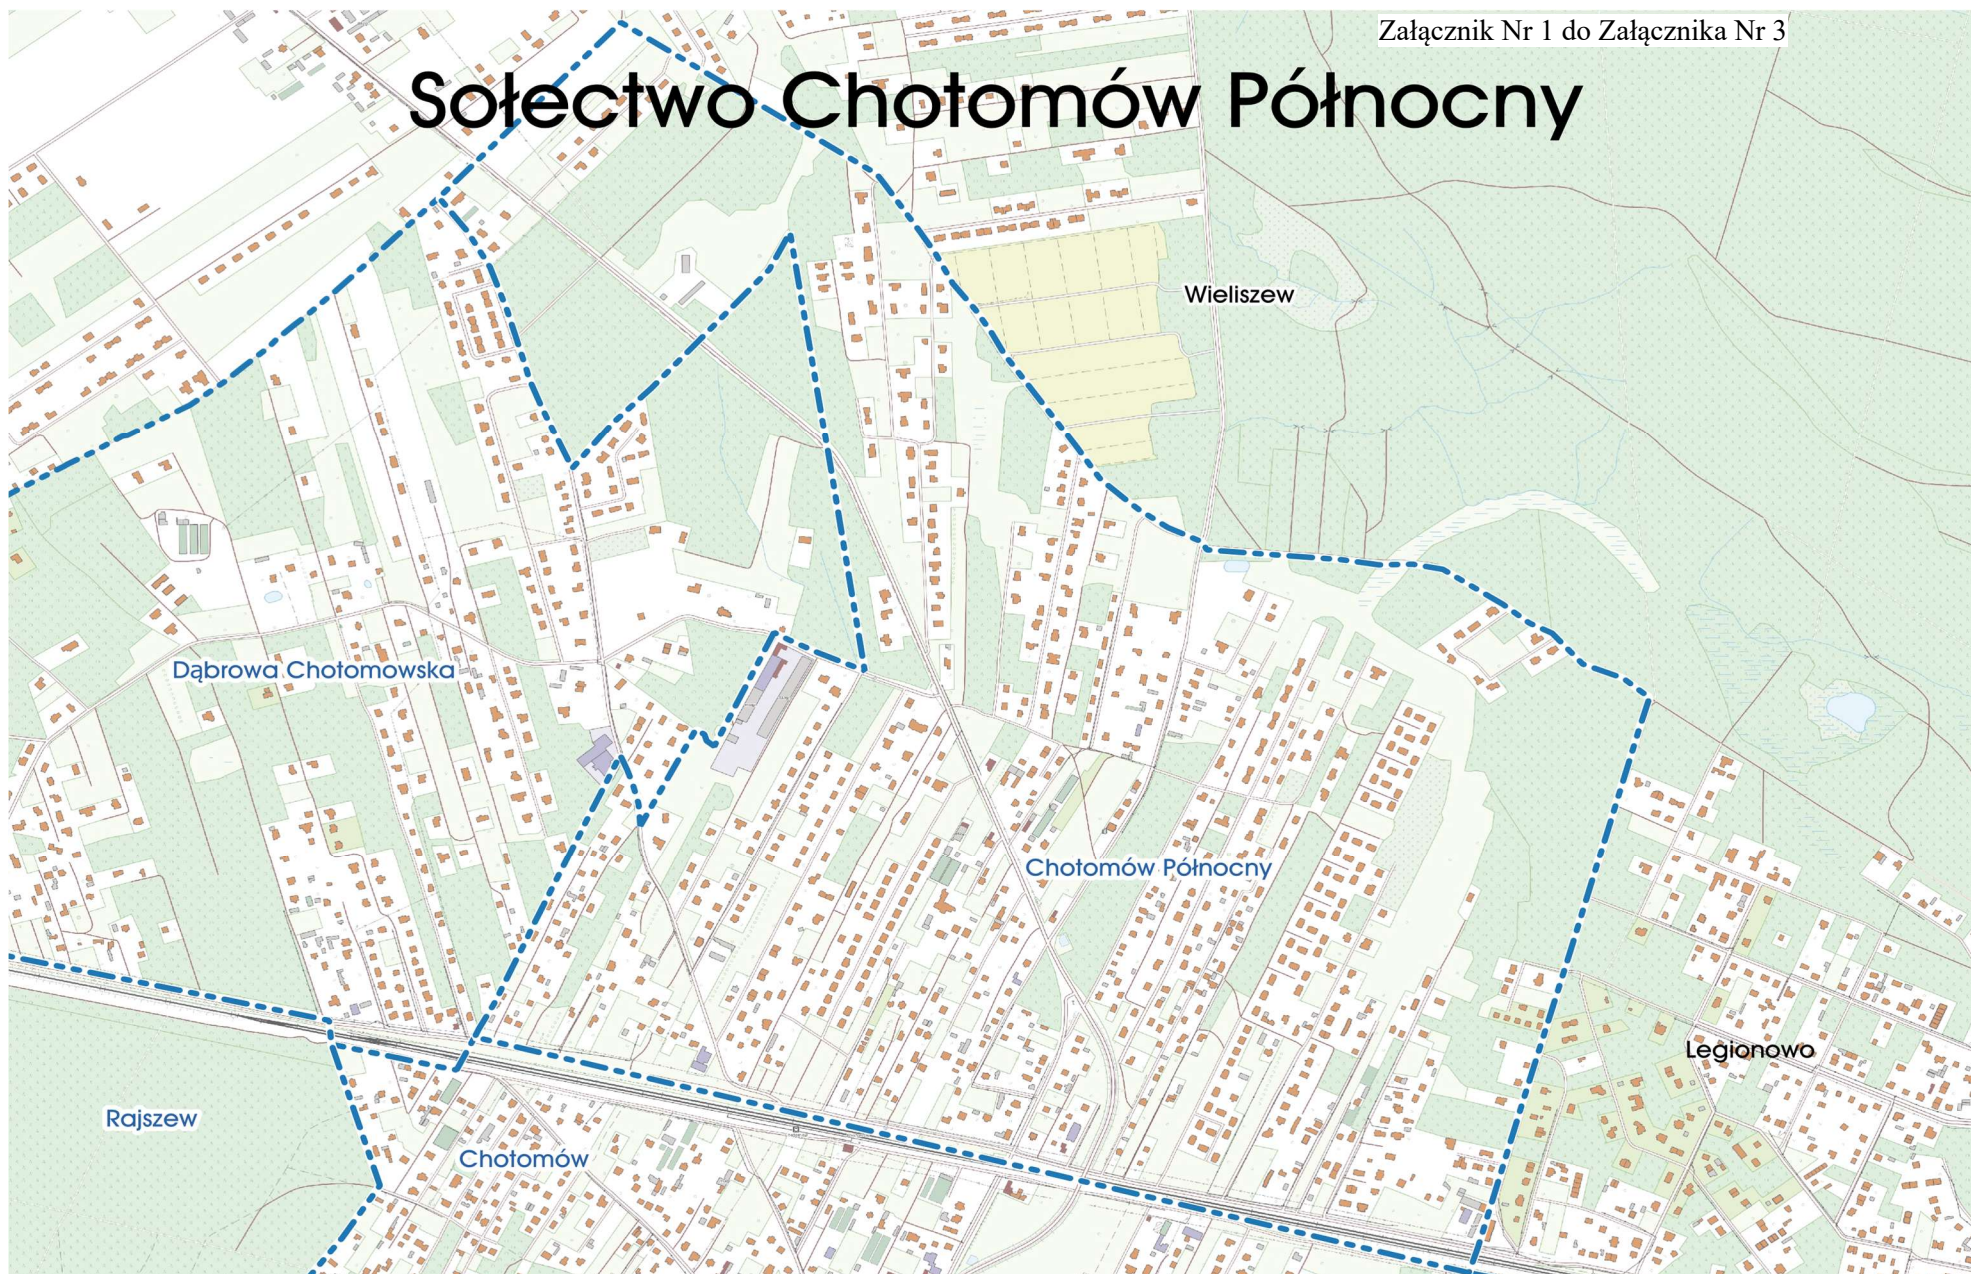 Załącznik Nr 1 do Załącznika Nr 3
Sołectwo Chotomów Północny
Wieliszew
Dąbrowa Chotomowska
Chotomów Północny
Legionowo
Rajszew
Chotomów